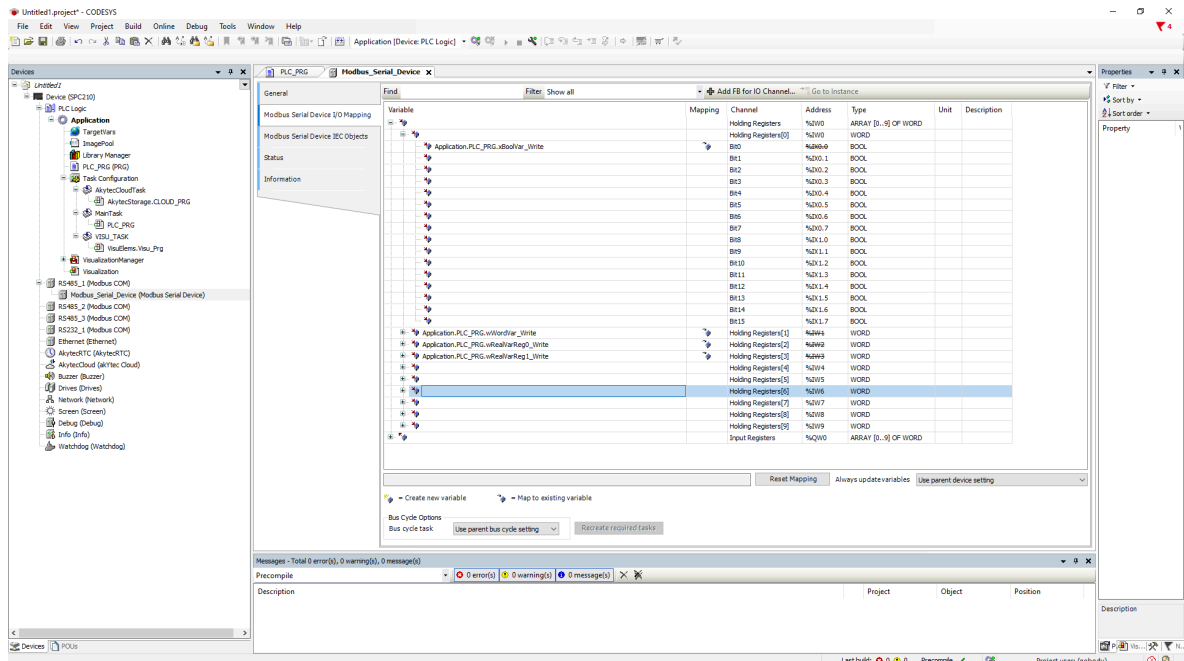 Untitled1.project* - CODESYS
File Edit View Project Build Online Debug Tools Window Help
4
Application [Device: PLC Logic]
Devices
Untitled1
Device (SPC210)
PLC Logic
Application
TargetVars
ImagePool
Library Manager
PLC_PRG (PRG)
Task Configuration
AkytecCloudTask
AkytecStorage.CLOUD_PRG
MainTask
PLC_PRG
VISU_TASK
VisuElems.Visu_Prg
VisualizationManager
Visualization
RS485_1 (Modbus COM)
Modbus_Serial_Device (Modbus Serial Device)
RS485_2 (Modbus COM)
RS485_3 (Modbus COM)
RS232_1 (Modbus COM)
Ethernet (Ethernet)
AkytecRTC (AkytecRTC)
AkytecCloud (akYtec Cloud)
Buzzer (Buzzer)
Drives (Drives)
Network (Network)
Screen (Screen)
Debug (Debug)
Info (Info)
Watchdog (Watchdog)
Devices POUs
PLC_PRG Modbus_Serial_Device
General
Modbus Serial Device I/O Mapping
Modbus Serial Device IEC Objects
Status
Information
Find Filter Show all Add FB for IO Channel... Go to Instance
Variable Mapping Channel Address Type Unit Description
Holding Registers %IW0 ARRAY [0..9] OF WORD
Holding Registers[0] %IW0 WORD
Application.PLC_PRG.xBoolVar_Write Bit0 %IX0.0 BOOL
Bit1 %IX0.1 BOOL
Bit2 %IX0.2 BOOL
Bit3 %IX0.3 BOOL
Bit4 %IX0.4 BOOL
Bit5 %IX0.5 BOOL
Bit6 %IX0.6 BOOL
Bit7 %IX0.7 BOOL
Bit8 %IX1.0 BOOL
Bit9 %IX1.1 BOOL
Bit10 %IX1.2 BOOL
Bit11 %IX1.3 BOOL
Bit12 %IX1.4 BOOL
Bit13 %IX1.5 BOOL
Bit14 %IX1.6 BOOL
Bit15 %IX1.7 BOOL
Application.PLC_PRG.wWordVar_Write Holding Registers[1] %IW1 WORD
Application.PLC_PRG.wRealVarReg0_Write Holding Registers[2] %IW2 WORD
Application.PLC_PRG.wRealVarReg1_Write Holding Registers[3] %IW3 WORD
Holding Registers[4] %IW4 WORD
Holding Registers[5] %IW5 WORD
Holding Registers[6] %IW6 WORD
Holding Registers[7] %IW7 WORD
Holding Registers[8] %IW8 WORD
Holding Registers[9] %IW9 WORD
Input Registers %QW0 ARRAY [0..9] OF WORD
Reset Mapping Always update variables Use parent device setting
= Create new variable = Map to existing variable
Bus Cycle Options
Bus cycle task Use parent bus cycle setting Recreate required tasks
Messages - Total 0 error(s), 0 warning(s), 0 message(s)
Precompile 0 error(s) 0 warning(s) 0 message(s)
Description Project Object Position
Properties
Filter
Sort by
Sort order
Property
Description
Vis...
Last build: 0 0 Precompile Project user: (nobody)